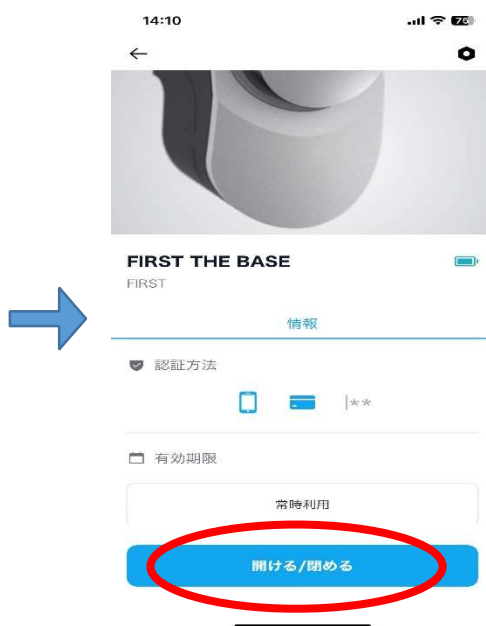 14:10
75
FIRST THE BASE
FIRST
情報
認証方法
|**
有効期限
常時利用
開ける/閉める